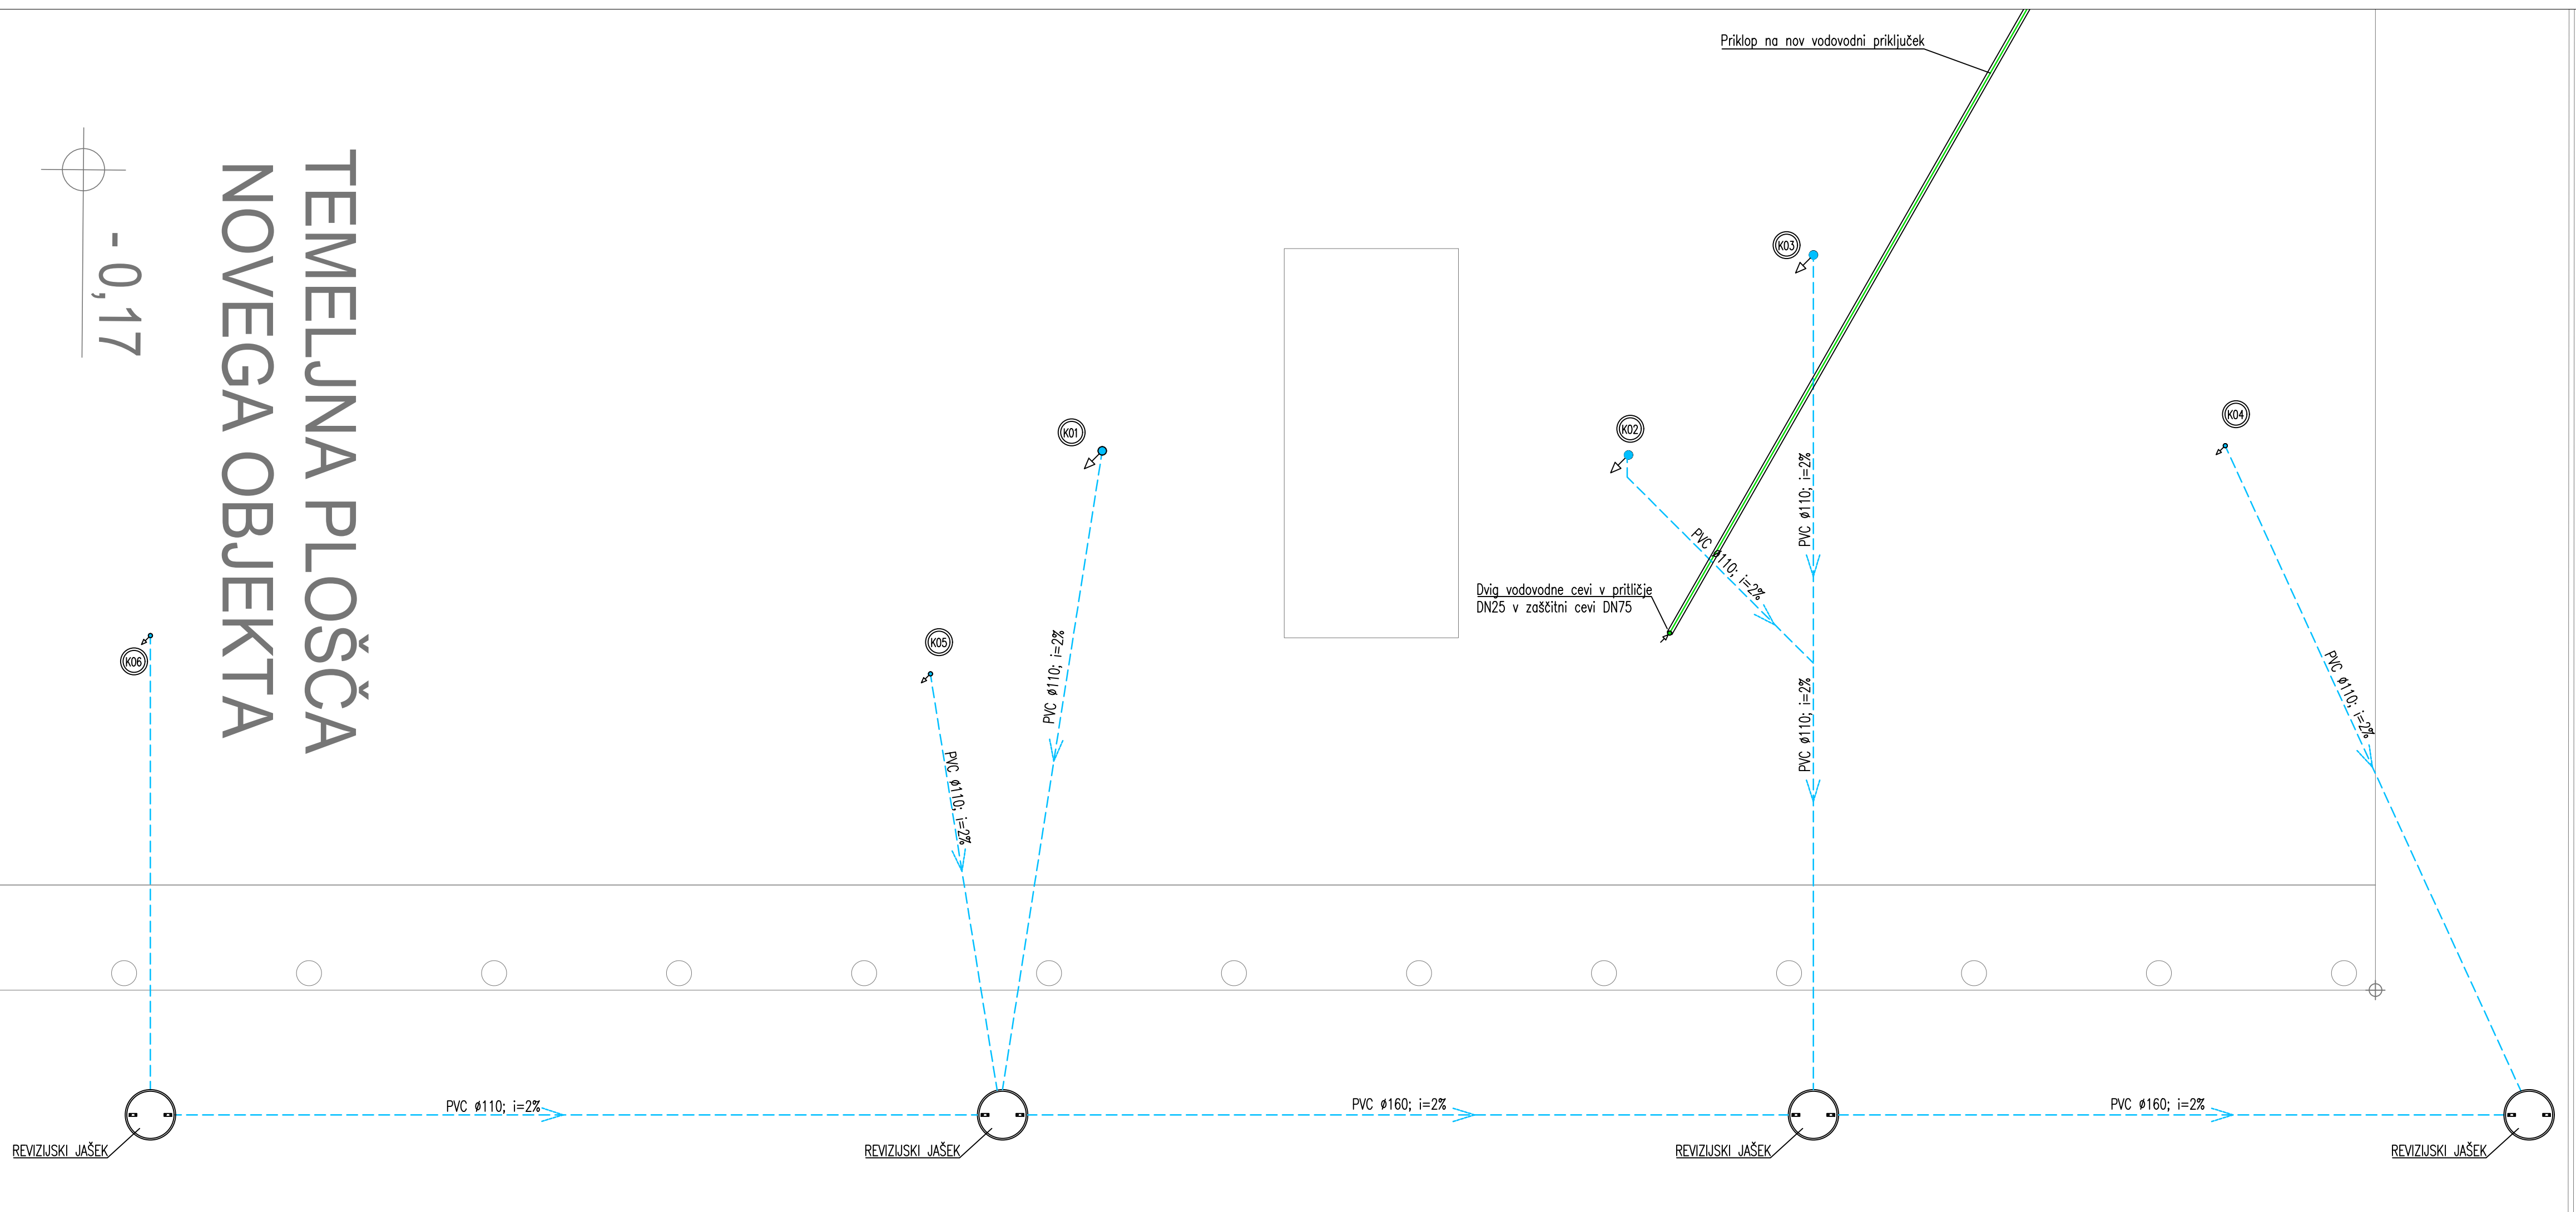 Priklop na nov vodovodni priključek
TEMELJNA PLOŠČA
NOVEGA OBJEKTA
- 0,17
K03
K01
K02
K04
PVC ø110; i=2%
PVC ø110; i=2%
Dvig vodovodne cevi v pritličje
DN25 v zaščitni cevi DN75
K06
K05
PVC ø110; i=2%
PVC ø110; i=2%
PVC ø110; i=2%
PVC ø110; i=2%
PVC ø110; i=2%
PVC ø160; i=2%
PVC ø160; i=2%
REVIZIJSKI JAŠEK
REVIZIJSKI JAŠEK
REVIZIJSKI JAŠEK
REVIZIJSKI JAŠEK